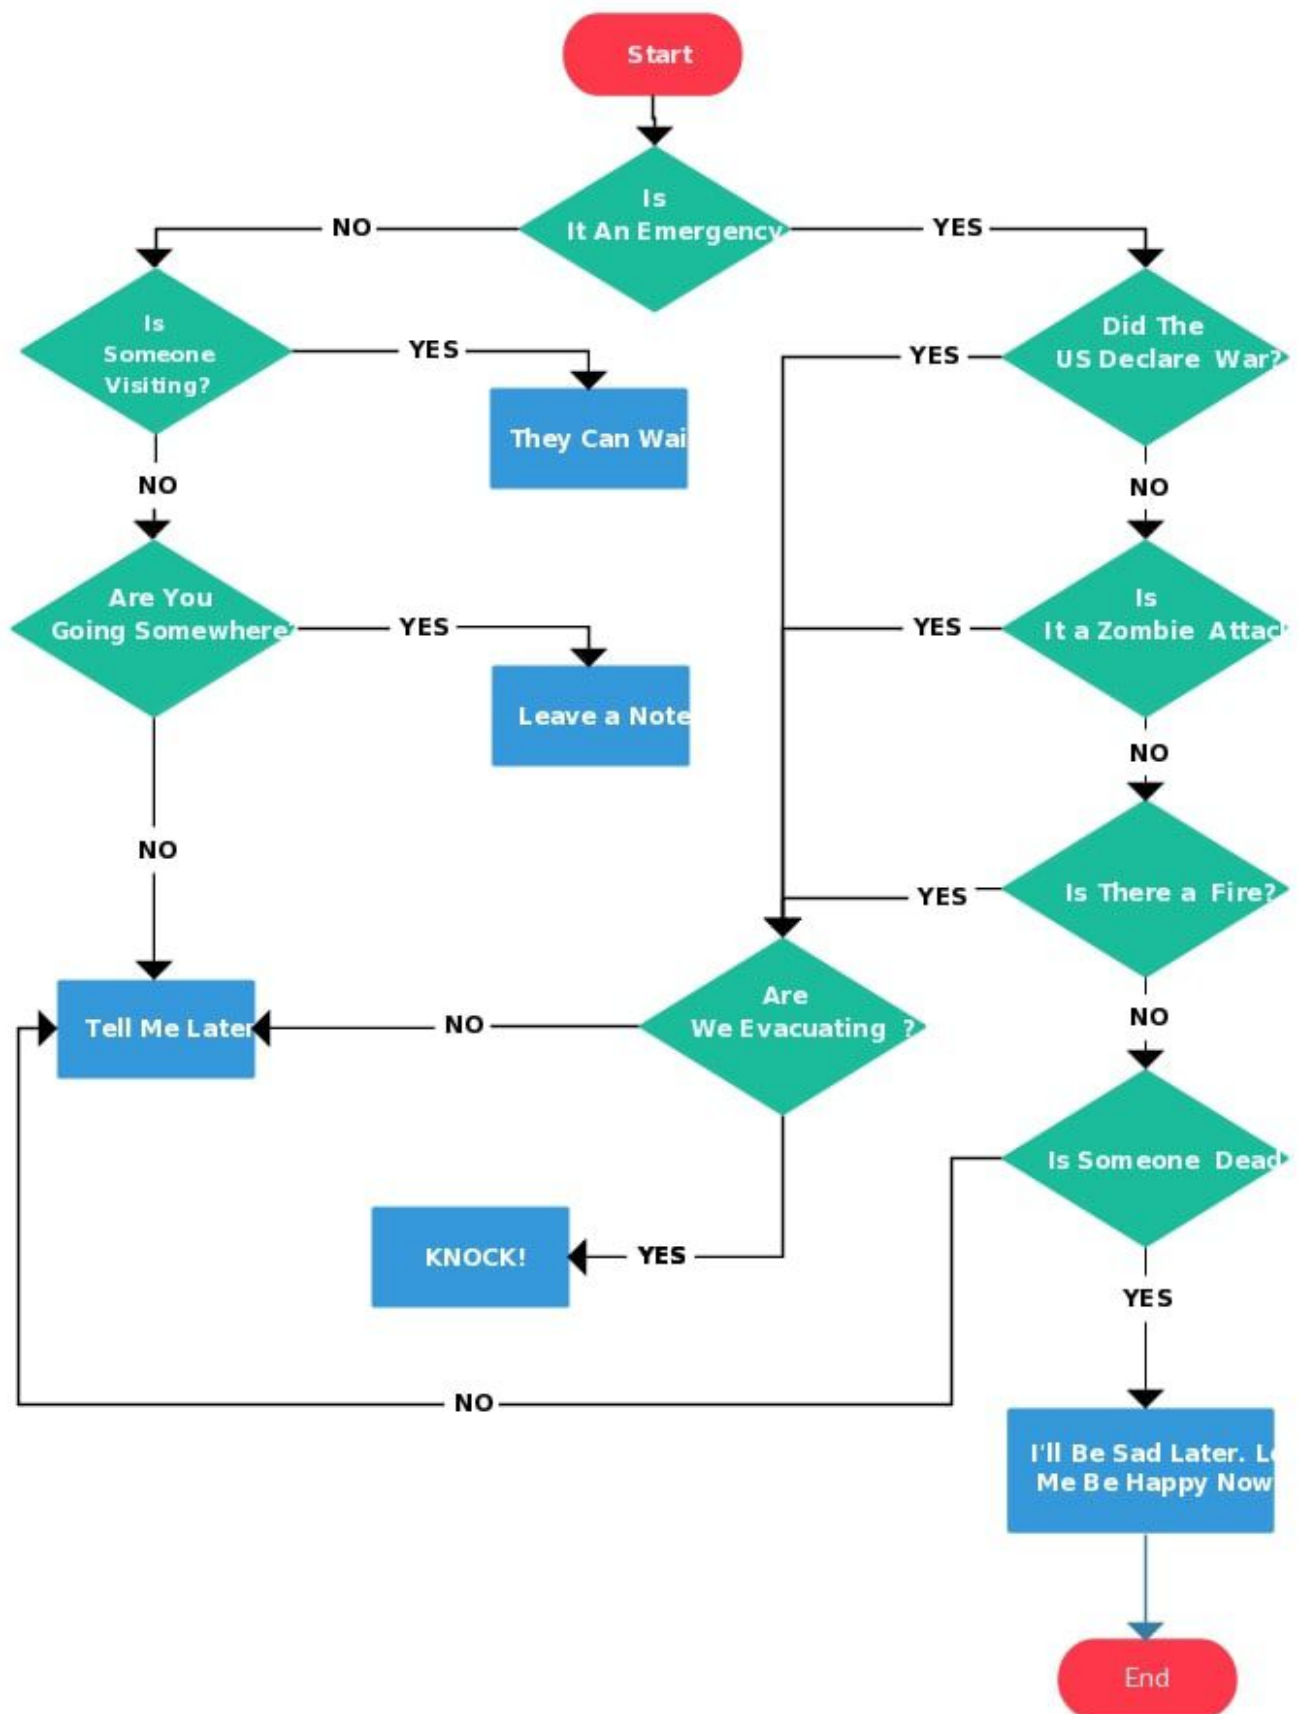 Start
Is
It An Emergency
NO
YES
Is
Someone
Visiting?
YES
They Can Wai
Did The
US Declare War?
YES
NO
NO
Are You
Going Somewhere?
YES
Leave a Note
Is
It a Zombie Attac
YES
NO
NO
Is There a Fire?
YES
NO
Are
We Evacuating ?
NO
Tell Me Later
Is Someone Dead
KNOCK!
YES
YES
NO
I'll Be Sad Later. Le
Me Be Happy Now
End